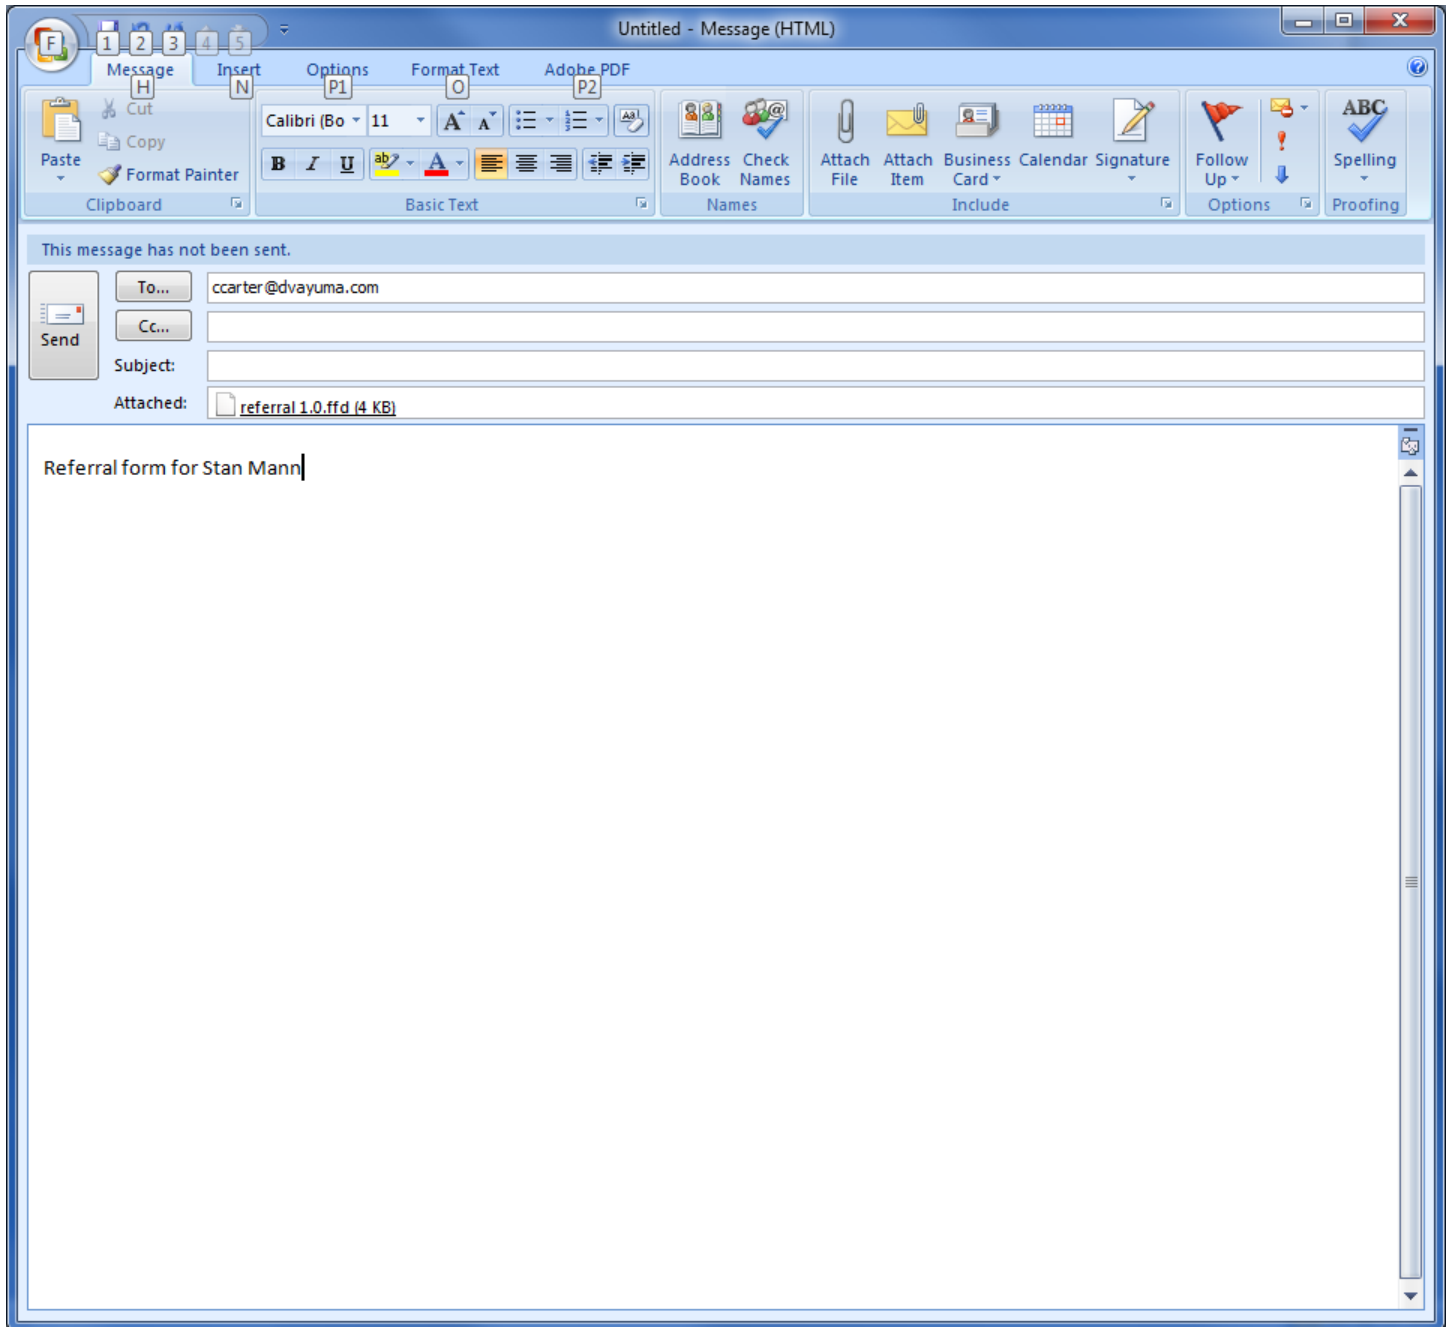 Untitled - Message (HTML)
F 1 2 3 4 5
Message Insert Options Format Text Adobe PDF
H N P1 O P2
Paste
Cut
Copy
Format Painter
Clipboard
Calibri (Bo 11 A A Aa
B I U ab A
Basic Text
Address Book
Check Names
Names
Attach File
Attach Item
Business Card
Calendar
Signature
Include
Follow Up
Options
ABC
Spelling
Proofing
This message has not been sent.
Send
To... ccarter@dvayuma.com
Cc...
Subject:
Attached: referral 1.0.ffd (4 KB)
Referral form for Stan Mann